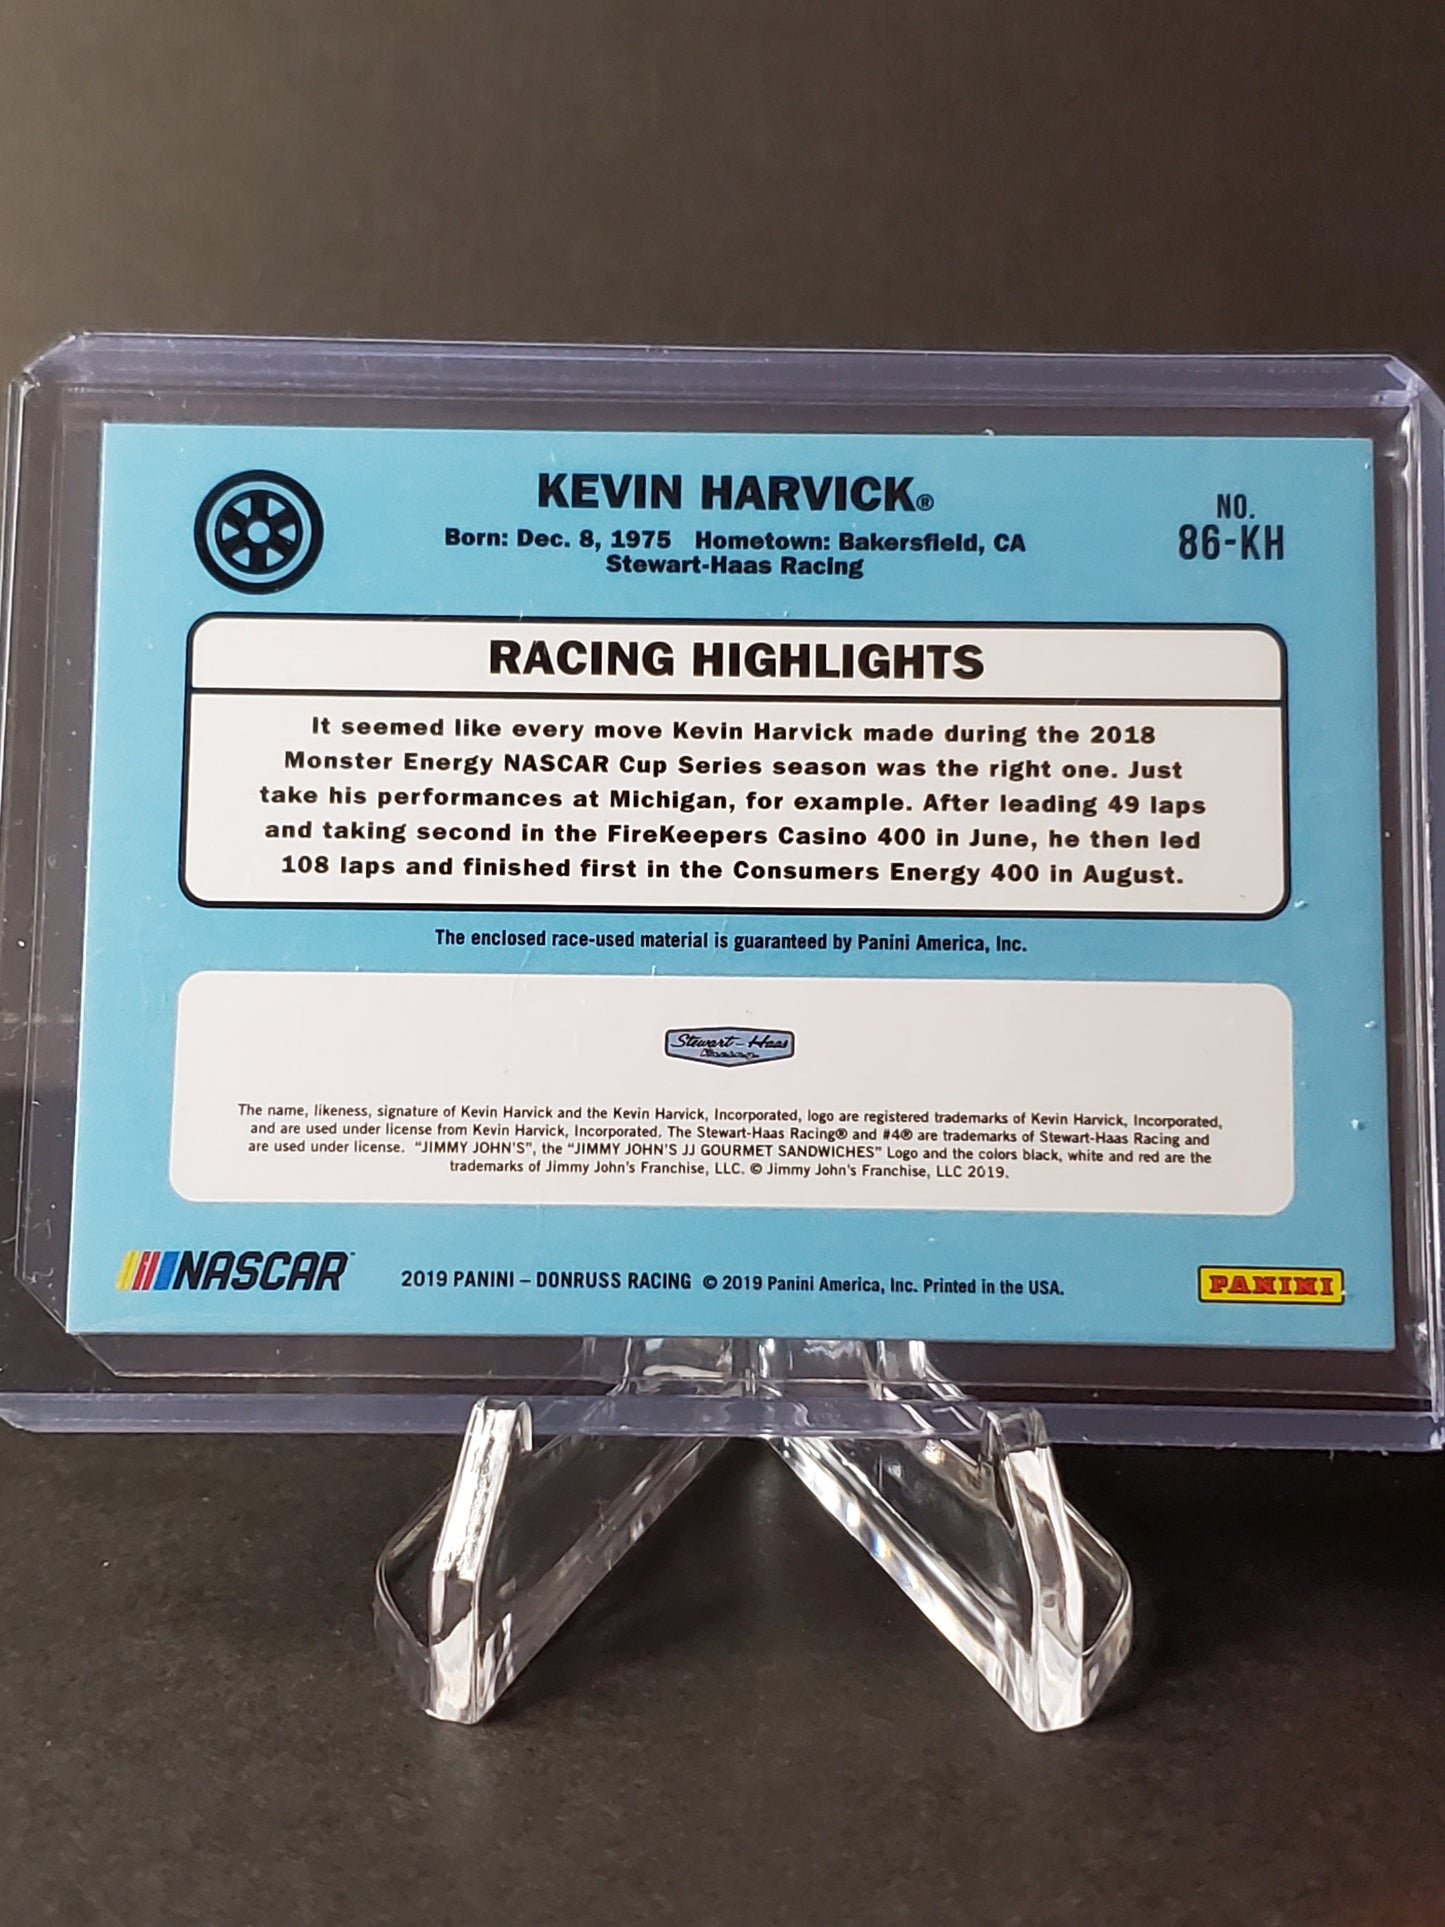 KEVIN HARVICK®
Born: Dec. 8, 1975 Hometown: Bakersfield, CA
Stewart-Haas Racing
NO.
86-KH
RACING HIGHLIGHTS
It seemed like every move Kevin Harvick made during the 2018
Monster Energy NASCAR Cup Series season was the right one. Just
take his performances at Michigan, for example. After leading 49 laps
and taking second in the FireKeepers Casino 400 in June, he then led
108 laps and finished first in the Consumers Energy 400 in August.
The enclosed race-used material is guaranteed by Panini America, Inc.
Stewart-Haas
The name, likeness, signature of Kevin Harvick and the Kevin Harvick, Incorporated, logo are registered trademarks of Kevin Harvick, Incorporated,
and are used under license from Kevin Harvick, Incorporated. The Stewart-Haas Racing® and #4® are trademarks of Stewart-Haas Racing and
are used under license. "JIMMY JOHN'S", the "JIMMY JOHN'S JJ GOURMET SANDWICHES" Logo and the colors black, white and red are the
trademarks of Jimmy John's Franchise, LLC. © Jimmy John's Franchise, LLC 2019.
NASCAR
2019 PANINI – DONRUSS RACING © 2019 Panini America, Inc. Printed in the USA.
PANINI